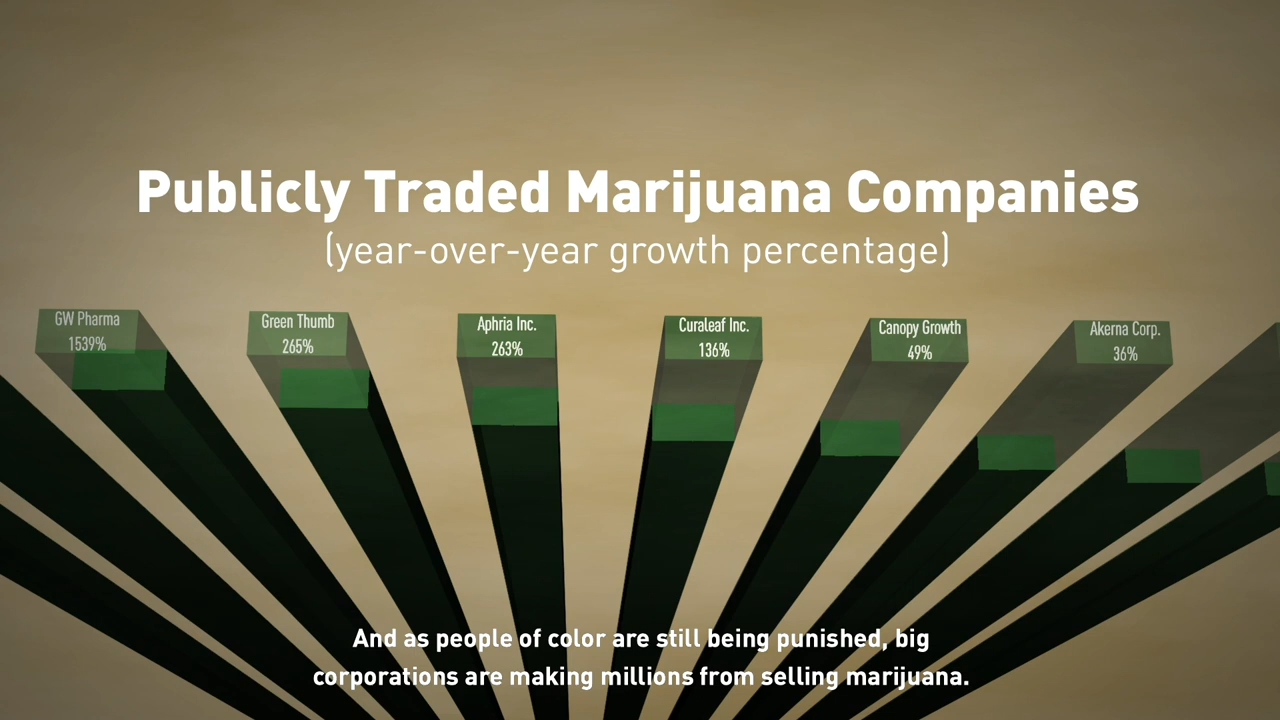 Publicly Traded Marijuana Companies
(year-over-year growth percentage)
GW Pharma
1539%
Green Thumb
265%
Aphria Inc.
263%
Curaleaf Inc.
136%
Canopy Growth
49%
Akerna Corp.
36%
And as people of color are still being punished, big
corporations are making millions from selling marijuana.